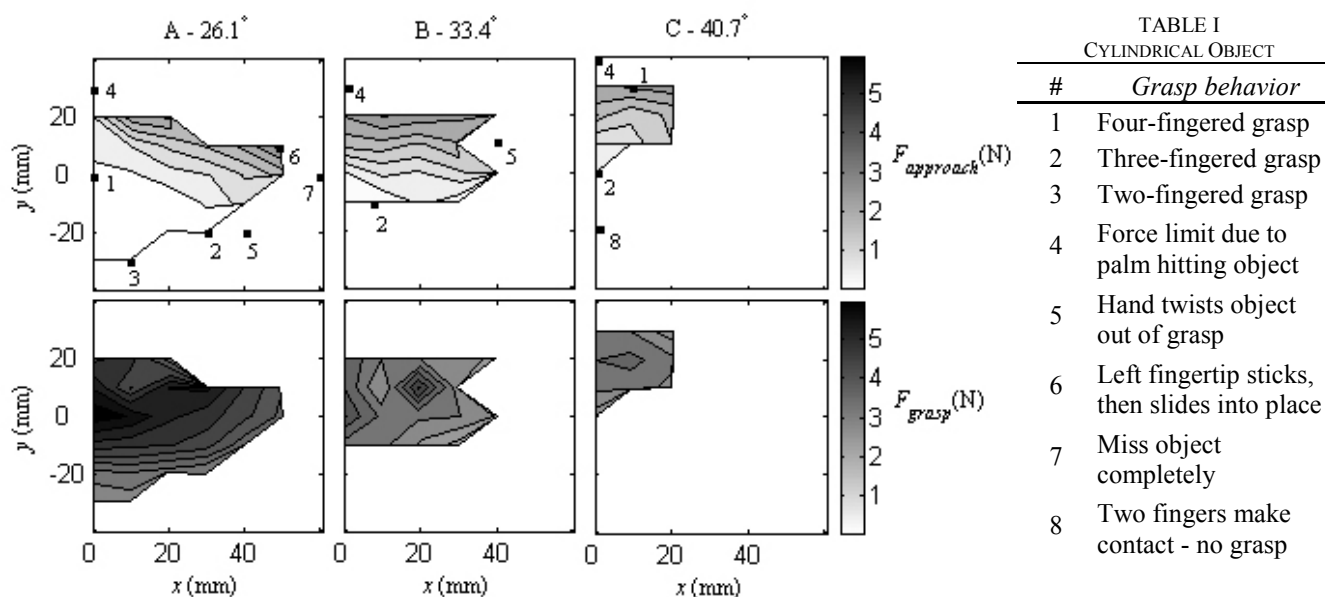 A - 26.1°
B - 33.4°
C - 40.7°
4
1
6
7
2
5
3
4
5
2
4
1
2
8
20
0
-20
y (mm)
5
4
3
2
1
F approach (N)
20
0
-20
y (mm)
0
20
40
x (mm)
0
20
40
x (mm)
0
20
40
x (mm)
5
4
3
2
1
F grasp (N)
TABLE I
CYLINDRICAL OBJECT
# Grasp behavior
1 Four-fingered grasp
2 Three-fingered grasp
3 Two-fingered grasp
4 Force limit due to
palm hitting object
5 Hand twists object
out of grasp
6 Left fingertip sticks,
then slides into place
7 Miss object
completely
8 Two fingers make
contact - no grasp